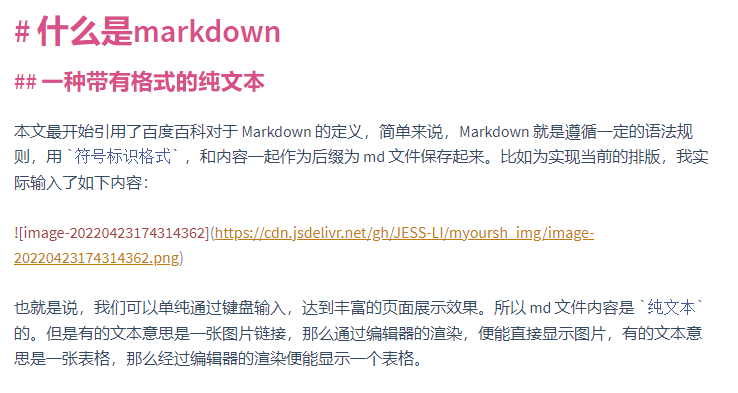 # 什么是markdown
## 一种带有格式的纯文本
本文最开始引用了百度百科对于 Markdown 的定义，简单来说，Markdown 就是遵循一定的语法规
则，用 `符号标识格式` ，和内容一起作为后缀为 md 文件保存起来。比如为实现当前的排版，我实
际输入了如下内容：
![image-20220423174314362](https://cdn.jsdelivr.net/gh/JESS-LI/myoursh_img/image-
20220423174314362.png)
也就是说，我们可以单纯通过键盘输入，达到丰富的页面展示效果。所以 md 文件内容是 `纯文本`
的。但是有的文本意思是一张图片链接，那么通过编辑器的渲染，便能直接显示图片，有的文本意
思是一张表格，那么经过编辑器的渲染便能显示一个表格。